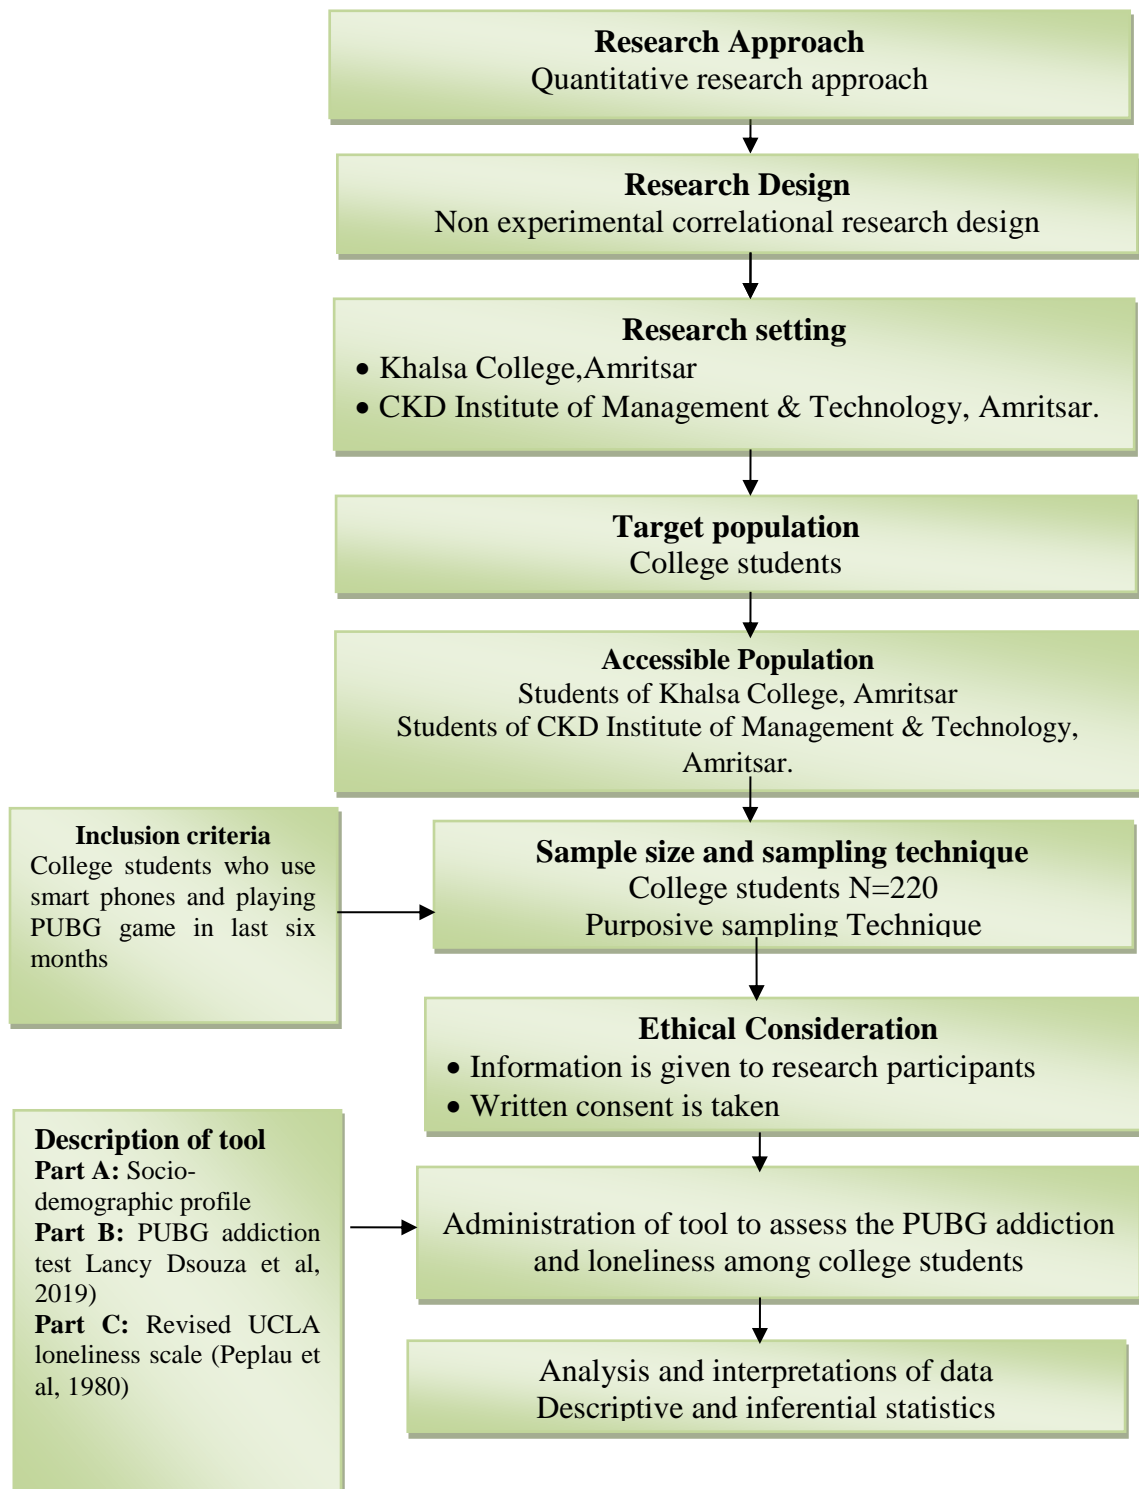 Research Approach
Quantitative research approach
Research Design
Non experimental correlational research design
Research setting
• Khalsa College,Amritsar
• CKD Institute of Management & Technology, Amritsar.
Target population
College students
Accessible Population
Students of Khalsa College, Amritsar
Students of CKD Institute of Management & Technology,
Amritsar.
Inclusion criteria
College students who use
smart phones and playing
PUBG game in last six
months
Sample size and sampling technique
College students N=220
Purposive sampling Technique
Ethical Consideration
• Information is given to research participants
• Written consent is taken
Description of tool
Part A: Socio-
demographic profile
Part B: PUBG addiction
test Lancy Dsouza et al,
2019)
Part C: Revised UCLA
loneliness scale (Peplau et
al, 1980)
Administration of tool to assess the PUBG addiction
and loneliness among college students
Analysis and interpretations of data
Descriptive and inferential statistics